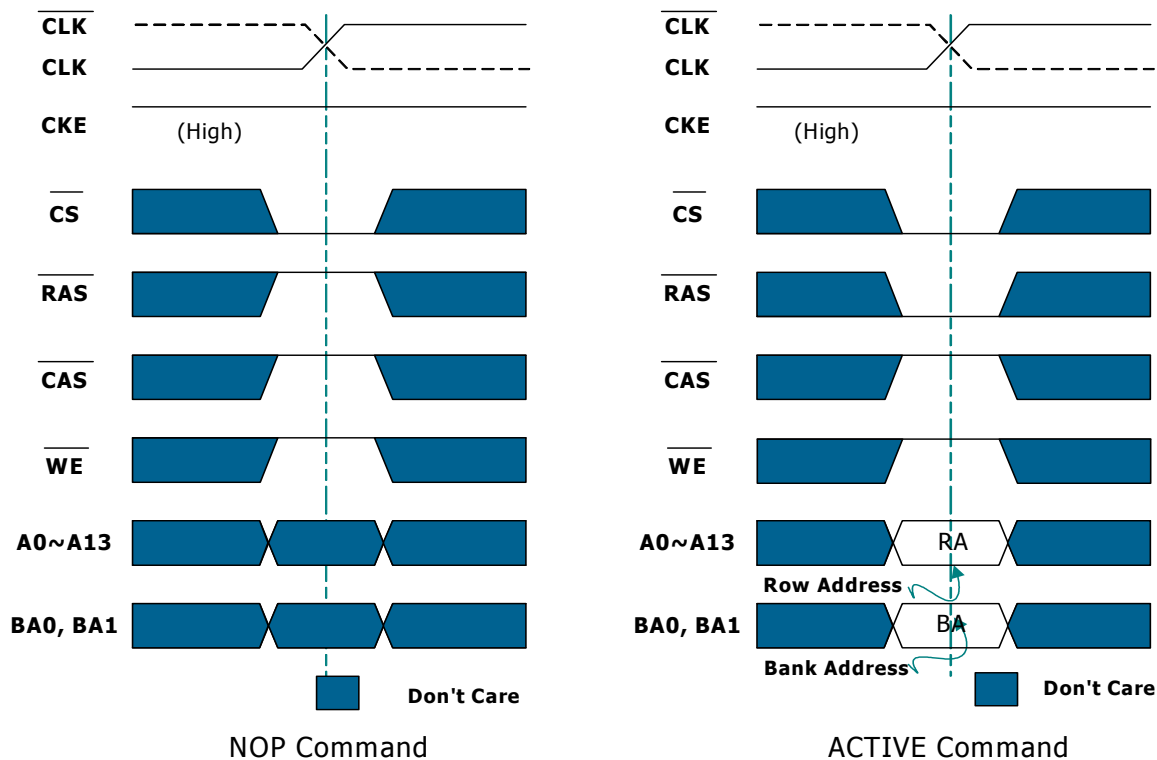 CLK
CLK
CKE
(High)
CS
RAS
CAS
WE
A0~A13
BA0, BA1
Don't Care
NOP Command
CLK
CLK
CKE
(High)
CS
RAS
CAS
WE
A0~A13
RA
Row Address
BA0, BA1
BA
Bank Address
Don't Care
ACTIVE Command